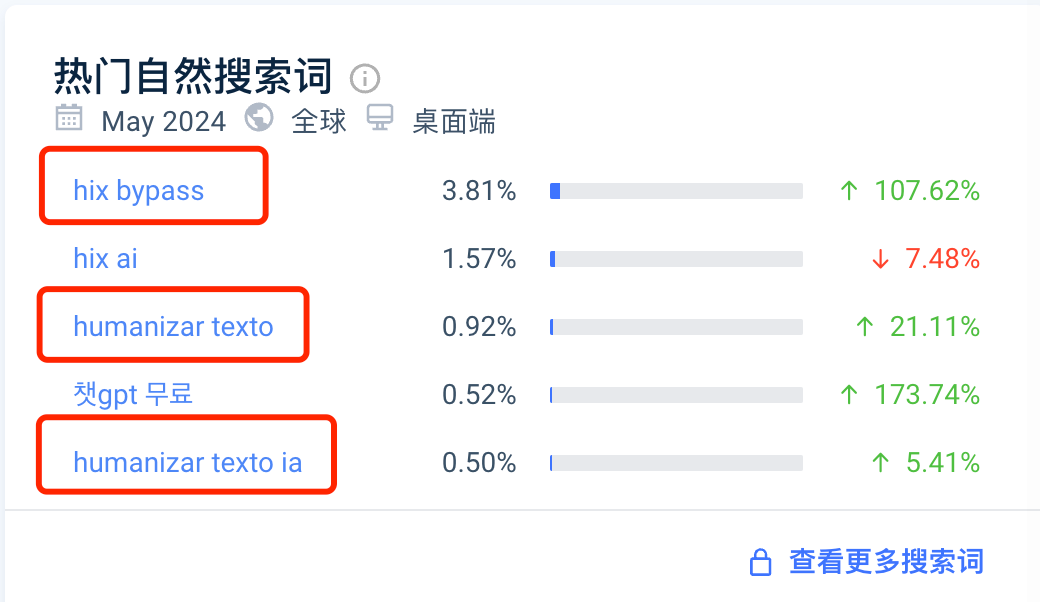 热门自然搜索词
May 2024 全球 桌面端
hix bypass 3.81% ↑ 107.62%
hix ai 1.57% ↓ 7.48%
humanizar texto 0.92% ↑ 21.11%
챗gpt 무료 0.52% ↑ 173.74%
humanizar texto ia 0.50% ↑ 5.41%
查看更多搜索词